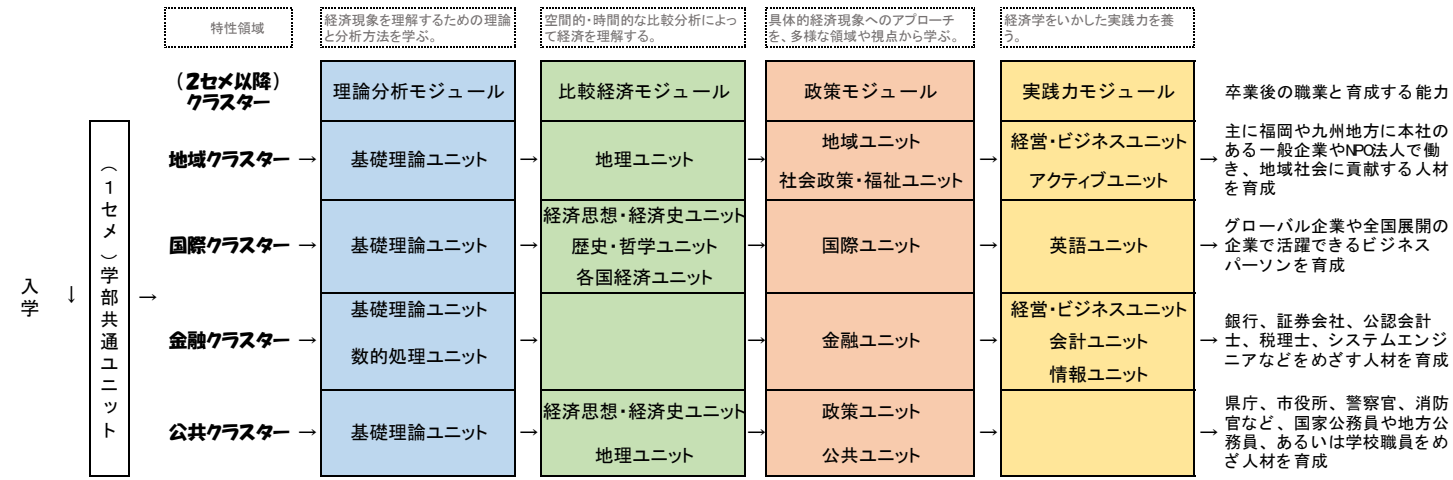 特性領域
経済現象を理解するための理論
と分析方法を学ぶ。
空間的・時間的な比較分析によっ
て経済を理解する。
具体的経済現象へのアプローチ
を、多様な領域や視点から学ぶ。
経済学をいかした実践力を養
う。
(2セメ以降)
クラスター
理論分析モジュール
比較経済モジュール
政策モジュール
実践力モジュール
卒業後の職業と育成する能力
入学
↓
(1セメ)学部共通ユニット
→
地域クラスター →
基礎理論ユニット
→
地理ユニット
→
地域ユニット
社会政策・福祉ユニット
→
経営・ビジネスユニット
アクティブユニット
→
主に福岡や九州地方に本社の
ある一般企業やNPO法人で働
き、地域社会に貢献する人材
を育成
国際クラスター →
基礎理論ユニット
→
経済思想・経済史ユニット
歴史・哲学ユニット
各国経済ユニット
→
国際ユニット
→
英語ユニット
→
グローバル企業や全国展開の
企業で活躍できるビジネス
パーソンを育成
金融クラスター →
基礎理論ユニット
数的処理ユニット
→
→
金融ユニット
→
経営・ビジネスユニット
会計ユニット
情報ユニット
→
銀行、証券会社、公認会計
士、税理士、システムエンジ
ニアなどをめざす人材を育成
公共クラスター →
基礎理論ユニット
→
経済思想・経済史ユニット
地理ユニット
→
政策ユニット
公共ユニット
→
→
県庁、市役所、警察官、消防
官など、国家公務員や地方公
務員、あるいは学校職員をめ
ざ人材を育成